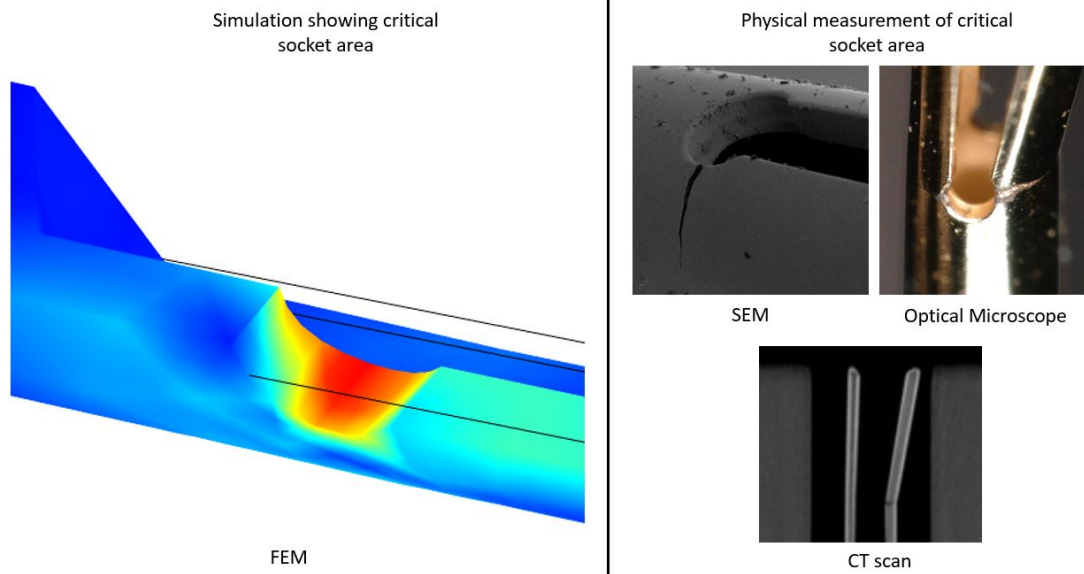 Simulation showing critical
socket area
FEM
Physical measurement of critical
socket area
SEM
Optical Microscope
CT scan